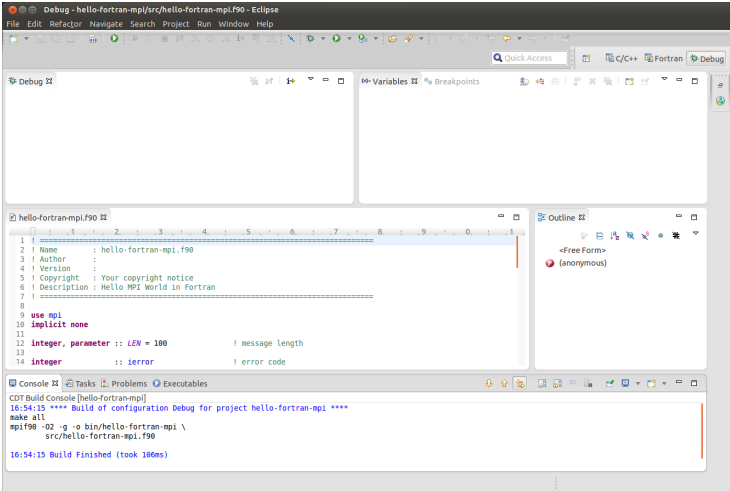 Debug - hello-fortran-mpi/src/hello-fortran-mpi.f90 - Eclipse
File Edit Refactor Navigate Search Project Run Window Help
Quick Access C/C++ Fortran Debug
Debug
Variables Breakpoints
hello-fortran-mpi.f90
Outline
1 ! ============================================================================
2 ! Name : hello-fortran-mpi.f90
3 ! Author :
4 ! Version :
5 ! Copyright : Your copyright notice
6 ! Description : Hello MPI World in Fortran
7 ! ============================================================================
8
9 use mpi
10 implicit none
11
12 integer, parameter :: LEN = 100 ! message length
13
14 integer :: ierror ! error code
<Free Form>
(anonymous)
Console Tasks Problems Executables
CDT Build Console [hello-fortran-mpi]
16:54:15 **** Build of configuration Debug for project hello-fortran-mpi ****
make all
mpif90 -O2 -g -o bin/hello-fortran-mpi \
src/hello-fortran-mpi.f90
16:54:15 Build Finished (took 106ms)